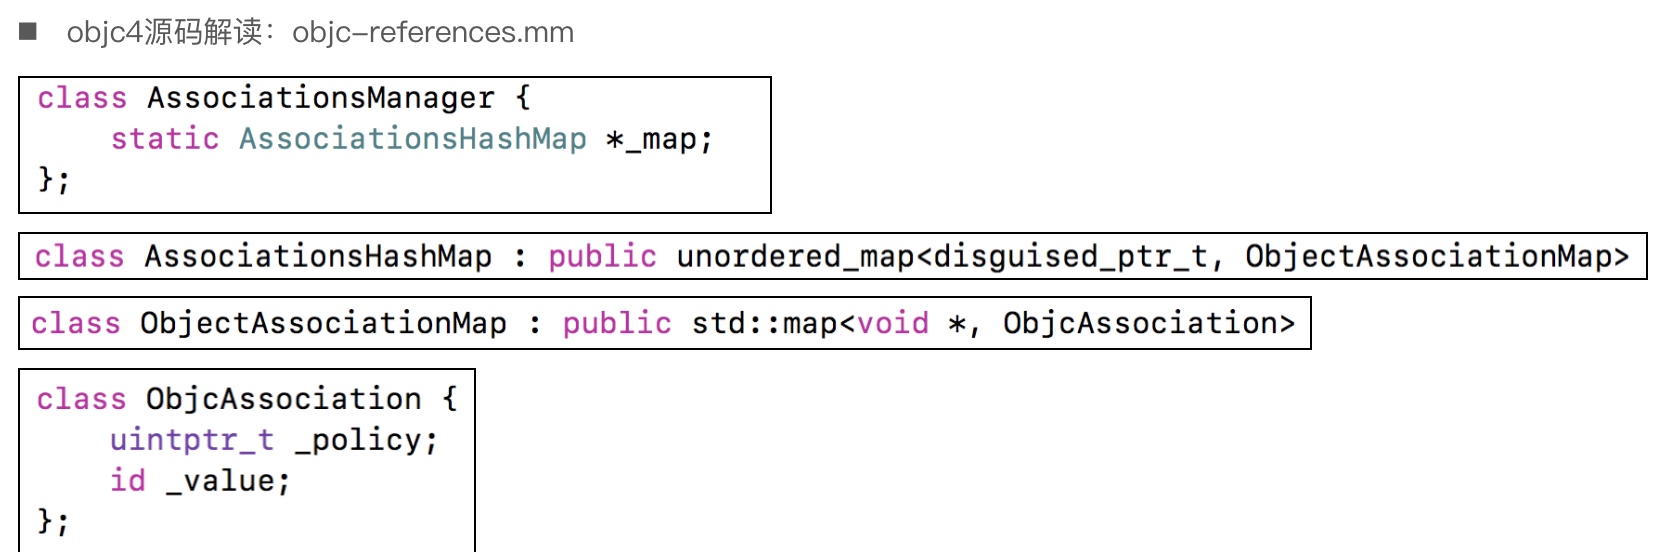 ■ objc4源码解读：objc-references.mm
class AssociationsManager {
static AssociationsHashMap *_map;
};
class AssociationsHashMap : public unordered_map<disguised_ptr_t, ObjectAssociationMap>
class ObjectAssociationMap : public std::map<void *, ObjcAssociation>
class ObjcAssociation {
uintptr_t _policy;
id _value;
};